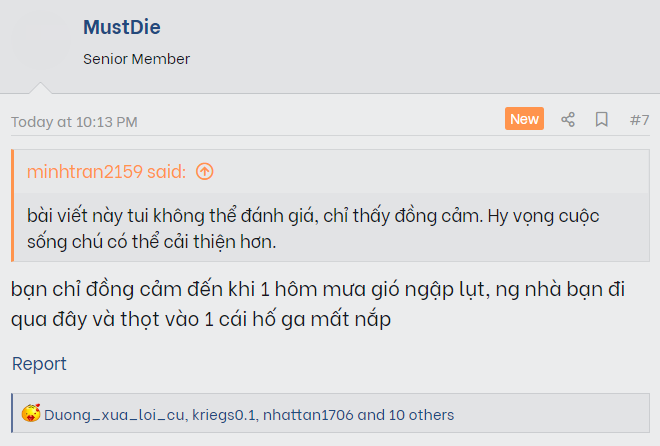 MustDie
Senior Member
Today at 10:13 PM
New
#7
minhtran2159 said:
bài viết này tui không thể đánh giá, chỉ thấy đồng cảm. Hy vọng cuộc
sống chú có thể cải thiện hơn.
bạn chỉ đồng cảm đến khi 1 hôm mưa gió ngập lụt, ng nhà bạn đi
qua đây và thọt vào 1 cái hố ga mất nắp
Report
Duong_xua_loi_cu, kriegs0.1, nhattan1706 and 10 others